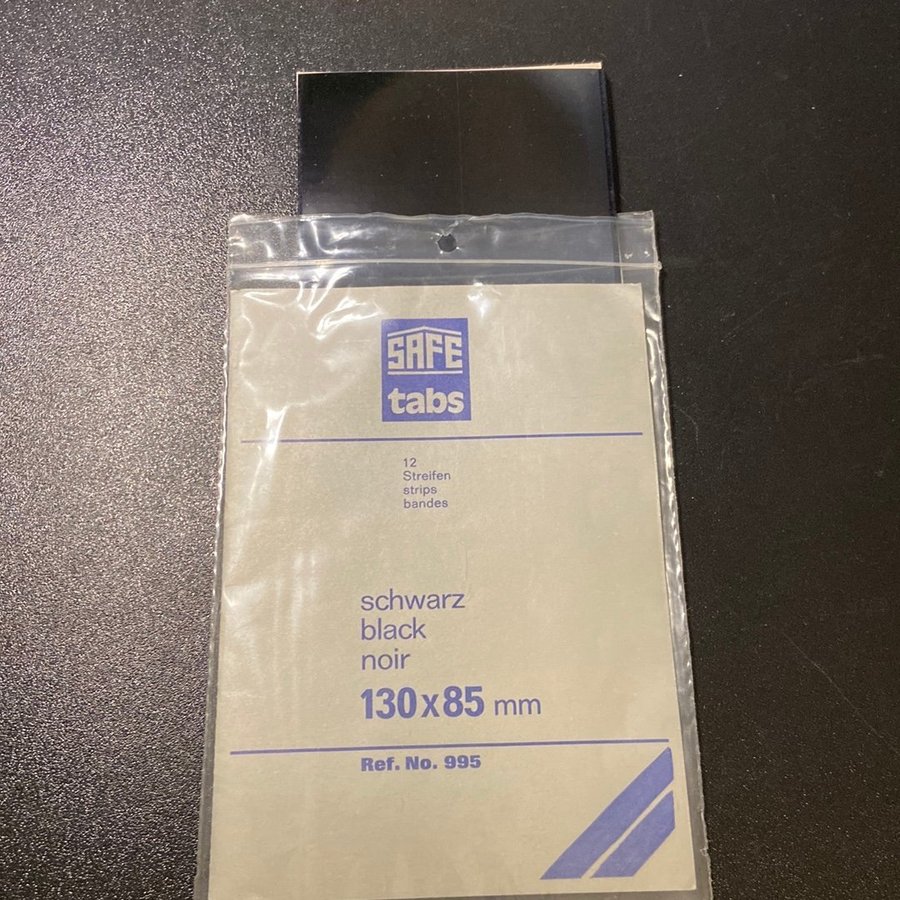 SAFE
tabs
12
Streifen
strips
bandes
schwarz
black
noir
130x85 mm
Ref. No. 995